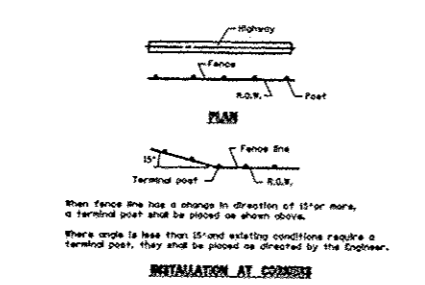 Highway
Fence
R.O.W.
Post
PLAN
Fence line
15°
Terminal post
R.O.W.
When fence line has a change in direction of 15° or more,
a terminal post shall be placed as shown above.
Where angle is less than 15° and existing conditions require a
terminal post, they shall be placed as directed by the Engineer.
INSTALLATION AT CORNERS